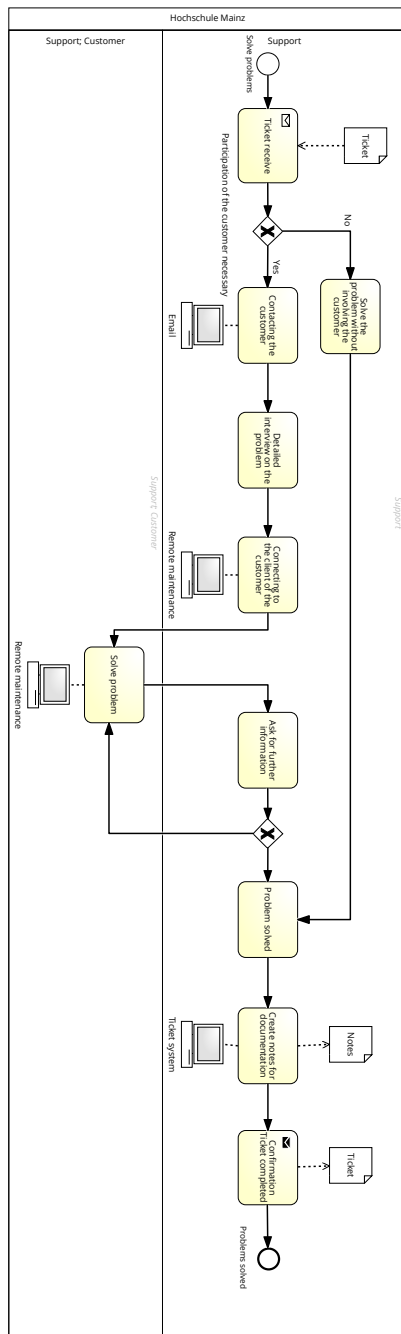 Hochschule Mainz
Support; Customer
Support
Solve problems
Ticket receive
Ticket
Participation of the customer necessary
No
Yes
Solve the
problem without
involving the
customer
Contacting the
customer
Email
Detailed
interview on the
problem
Support; Customer
Support
Connecting to
the client of the
customer
Remote maintenance
Solve problem
Remote maintenance
Ask for further
information
Problem solved
Create notes for
documentation
Notes
Ticket system
Confirmation
Ticket completed
Ticket
Problems solved